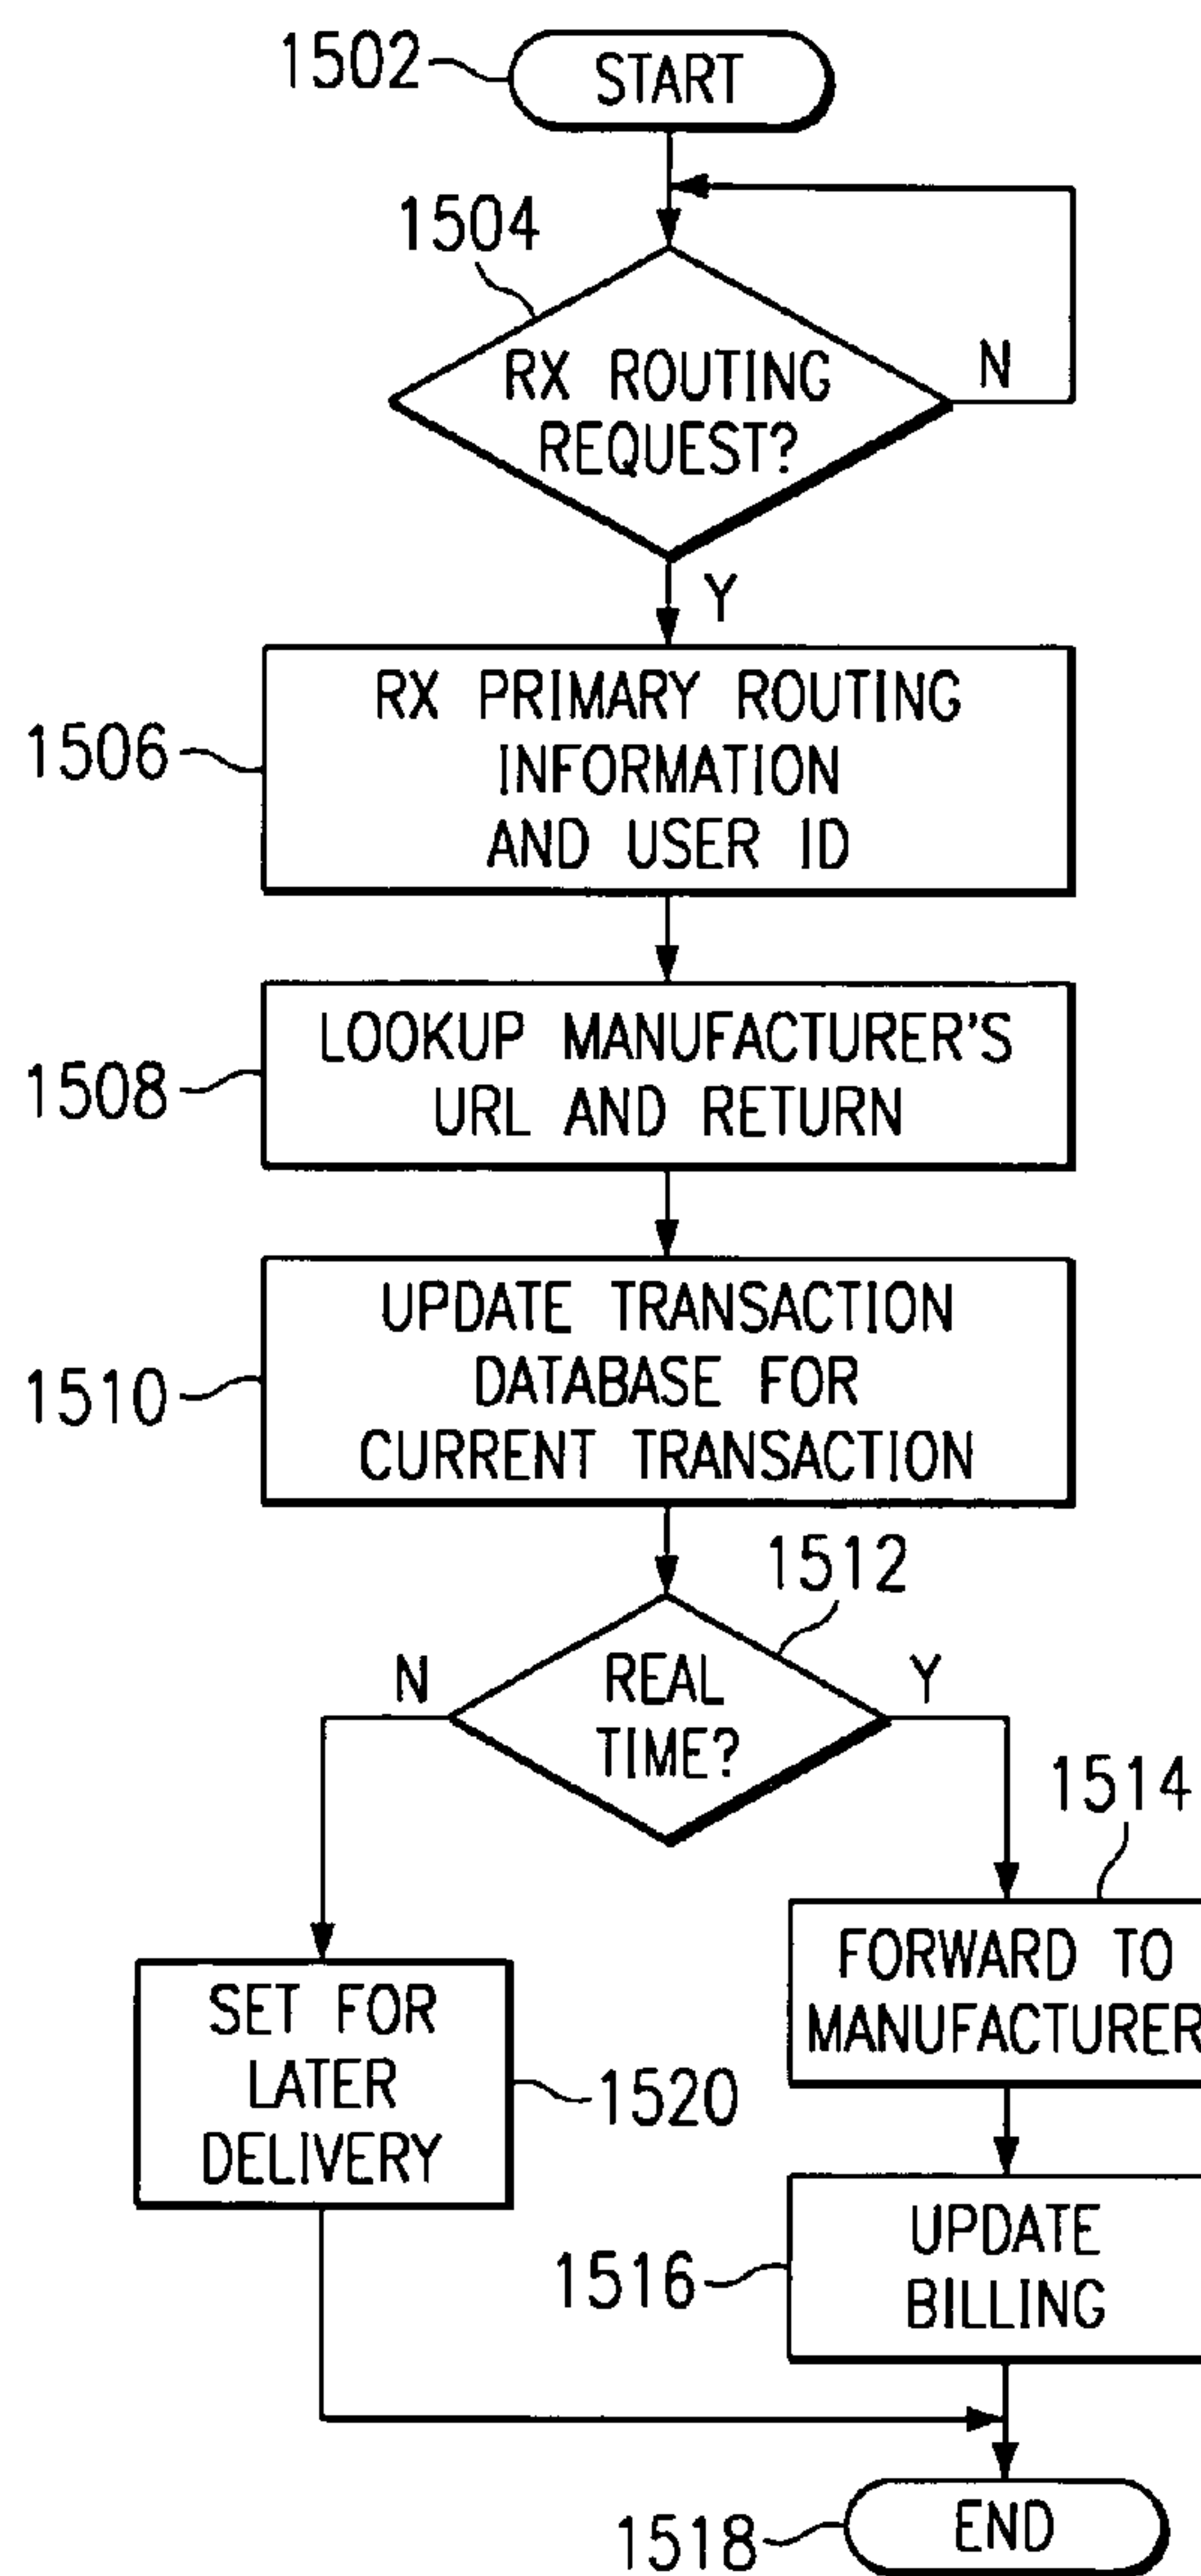 1502
START
1504
RX ROUTING
REQUEST?
N
Y
1506
RX PRIMARY ROUTING
INFORMATION
AND USER ID
1508
LOOKUP MANUFACTURER'S
URL AND RETURN
1510
UPDATE TRANSACTION
DATABASE FOR
CURRENT TRANSACTION
1512
N
REAL
TIME?
Y
1514
FORWARD TO
MANUFACTURER
SET FOR
LATER
DELIVERY
1520
1516
UPDATE
BILLING
1518
END